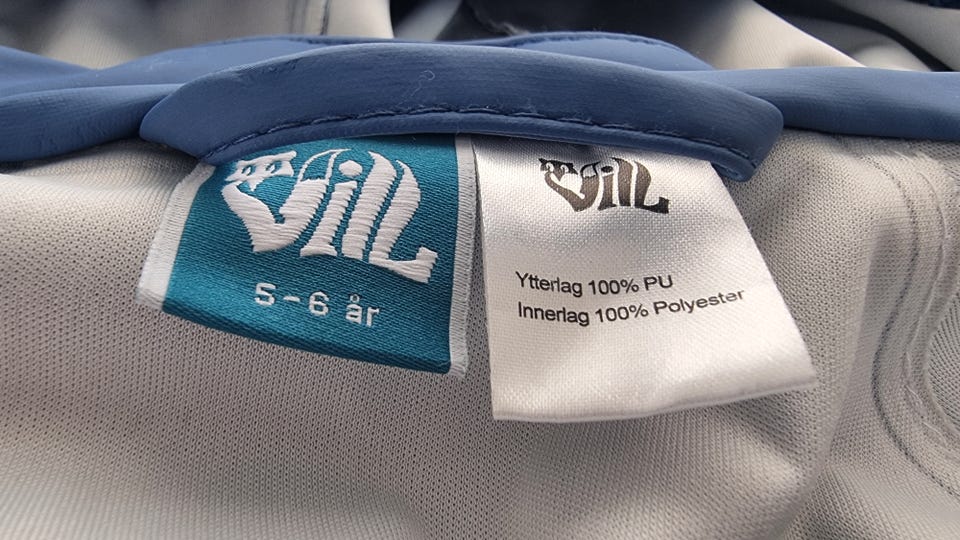 Vill
5-6 år
Vill
Ytterlag 100% PU
Innerlag 100% Polyester